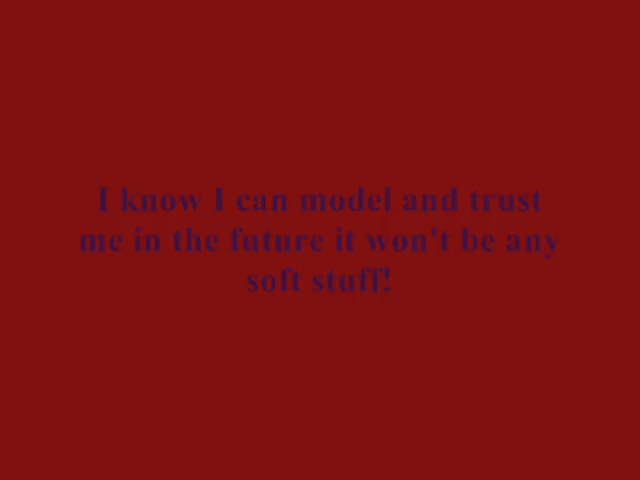 I know I can model and trust
me in the future it won't be any
soft stuff!